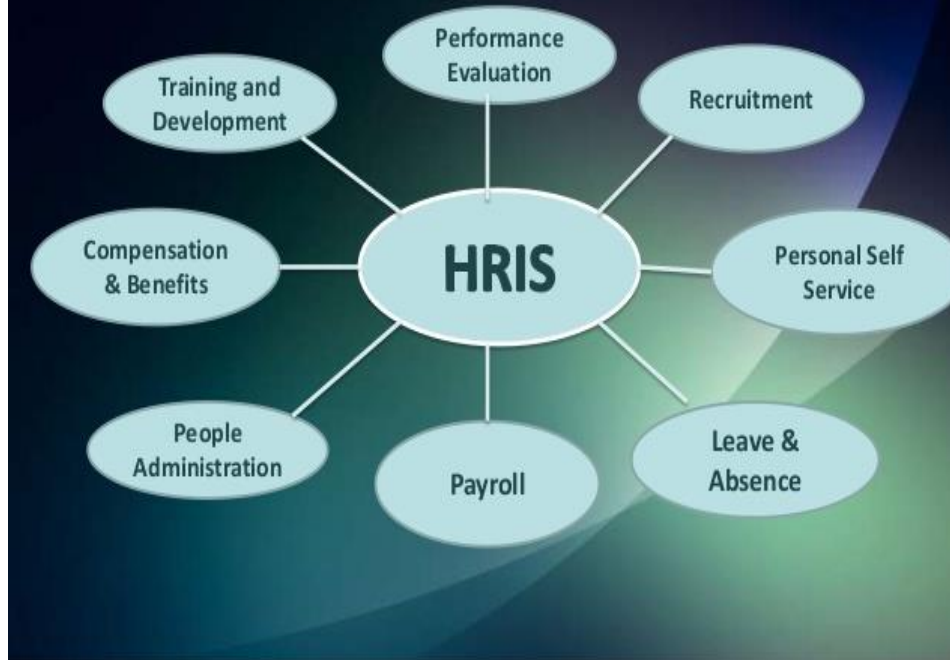 Performance
Evaluation
Training and
Development
Recruitment
Compensation
& Benefits
HRIS
Personal Self
Service
People
Administration
Payroll
Leave &
Absence